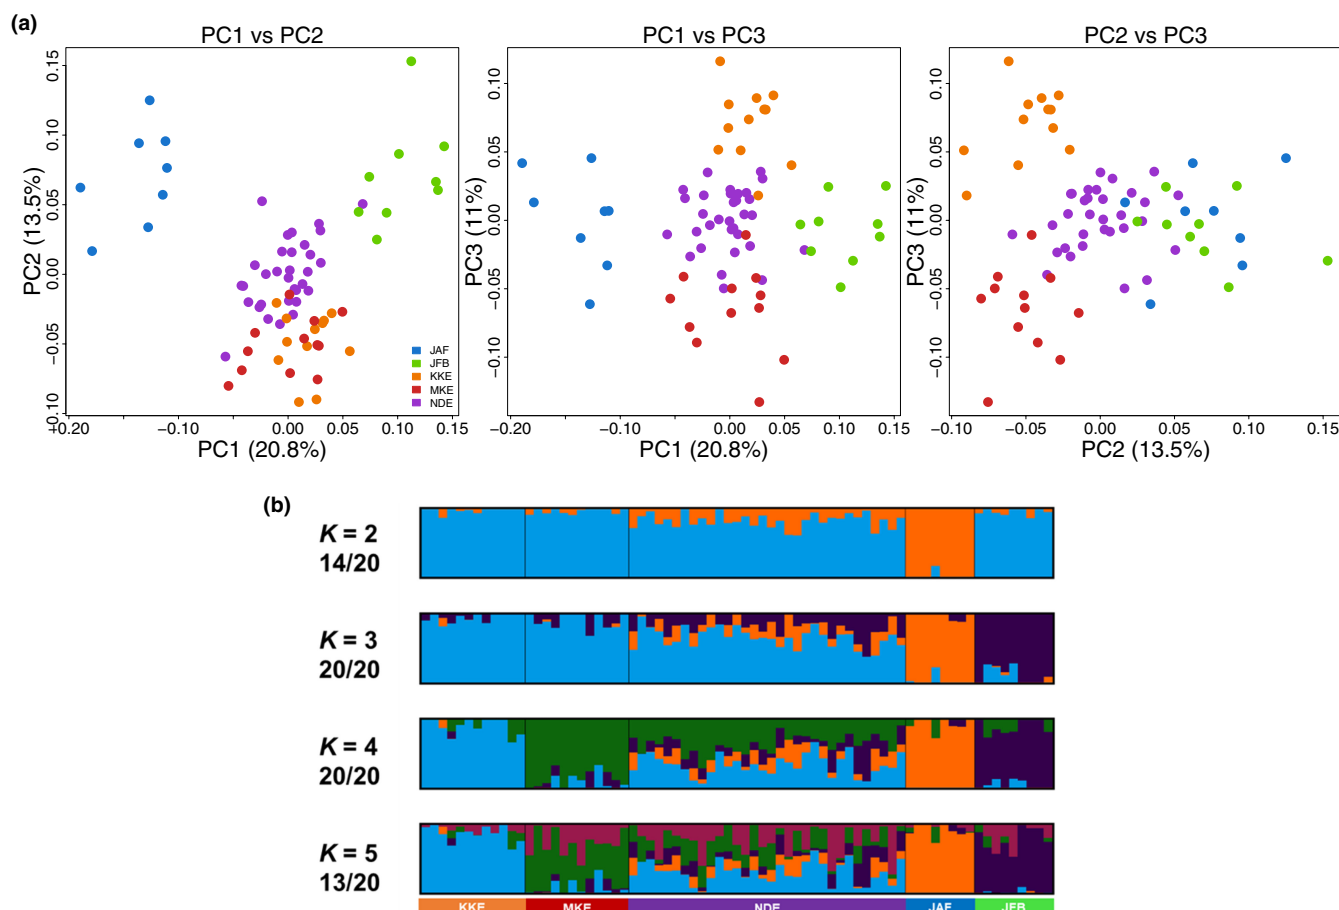 (a)
PC1 vs PC2
PC1 vs PC3
PC2 vs PC3
PC2 (13.5%)
−0.10 −0.05 0.00 0.05 0.10 0.15
−0.20 −0.10 0.00 0.05 0.10 0.15
PC1 (20.8%)
JAF
JFB
KKE
MKE
NDE
PC3 (11%)
−0.10 −0.05 0.00 0.05 0.10
−0.20 −0.10 0.00 0.05 0.10 0.15
PC1 (20.8%)
PC3 (11%)
−0.10 −0.05 0.00 0.05 0.10
−0.10 −0.05 0.00 0.05 0.10 0.15
PC2 (13.5%)
(b)
K = 2
14/20
K = 3
20/20
K = 4
20/20
K = 5
13/20
KKE MKE NDE JAF JFB